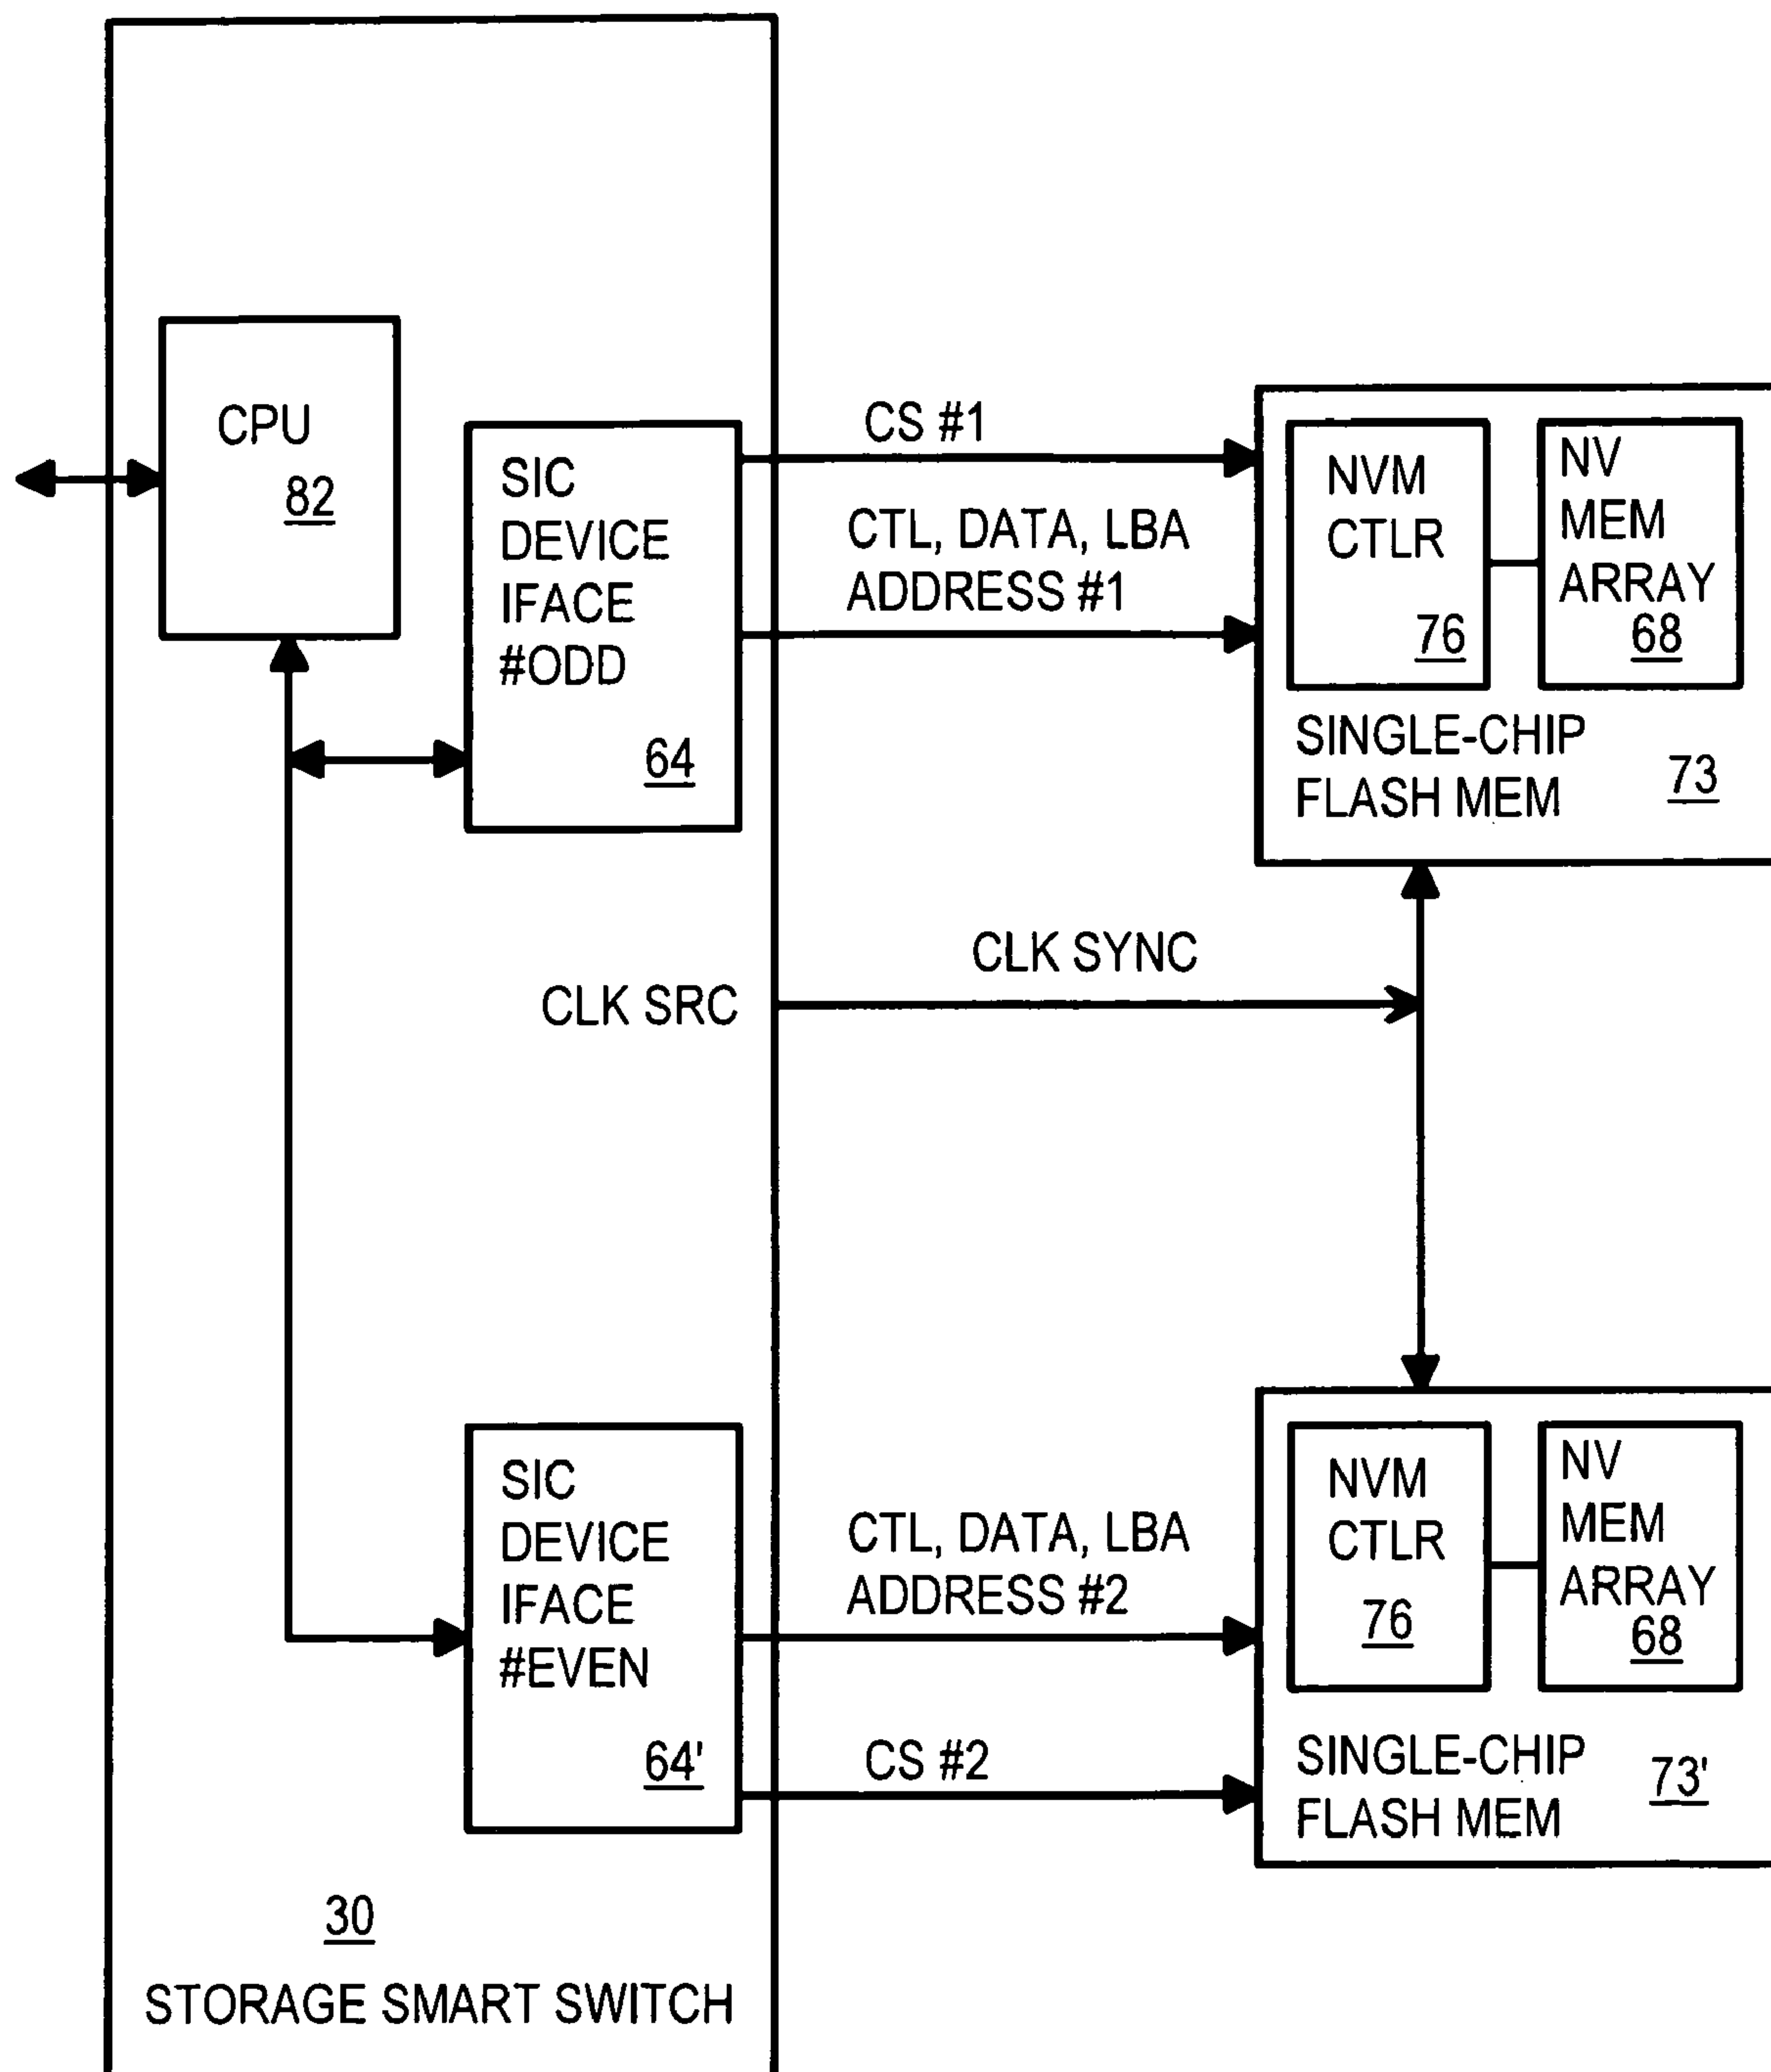 CPU
82
SIC
DEVICE
IFACE
#ODD
64
CS #1
CTL, DATA, LBA
ADDRESS #1
NVM
CTLR
76
NV
MEM
ARRAY
68
SINGLE-CHIP
FLASH MEM
73
CLK SYNC
CLK SRC
SIC
DEVICE
IFACE
#EVEN
64'
CTL, DATA, LBA
ADDRESS #2
CS #2
NVM
CTLR
76
NV
MEM
ARRAY
68
SINGLE-CHIP
FLASH MEM
73'
30
STORAGE SMART SWITCH